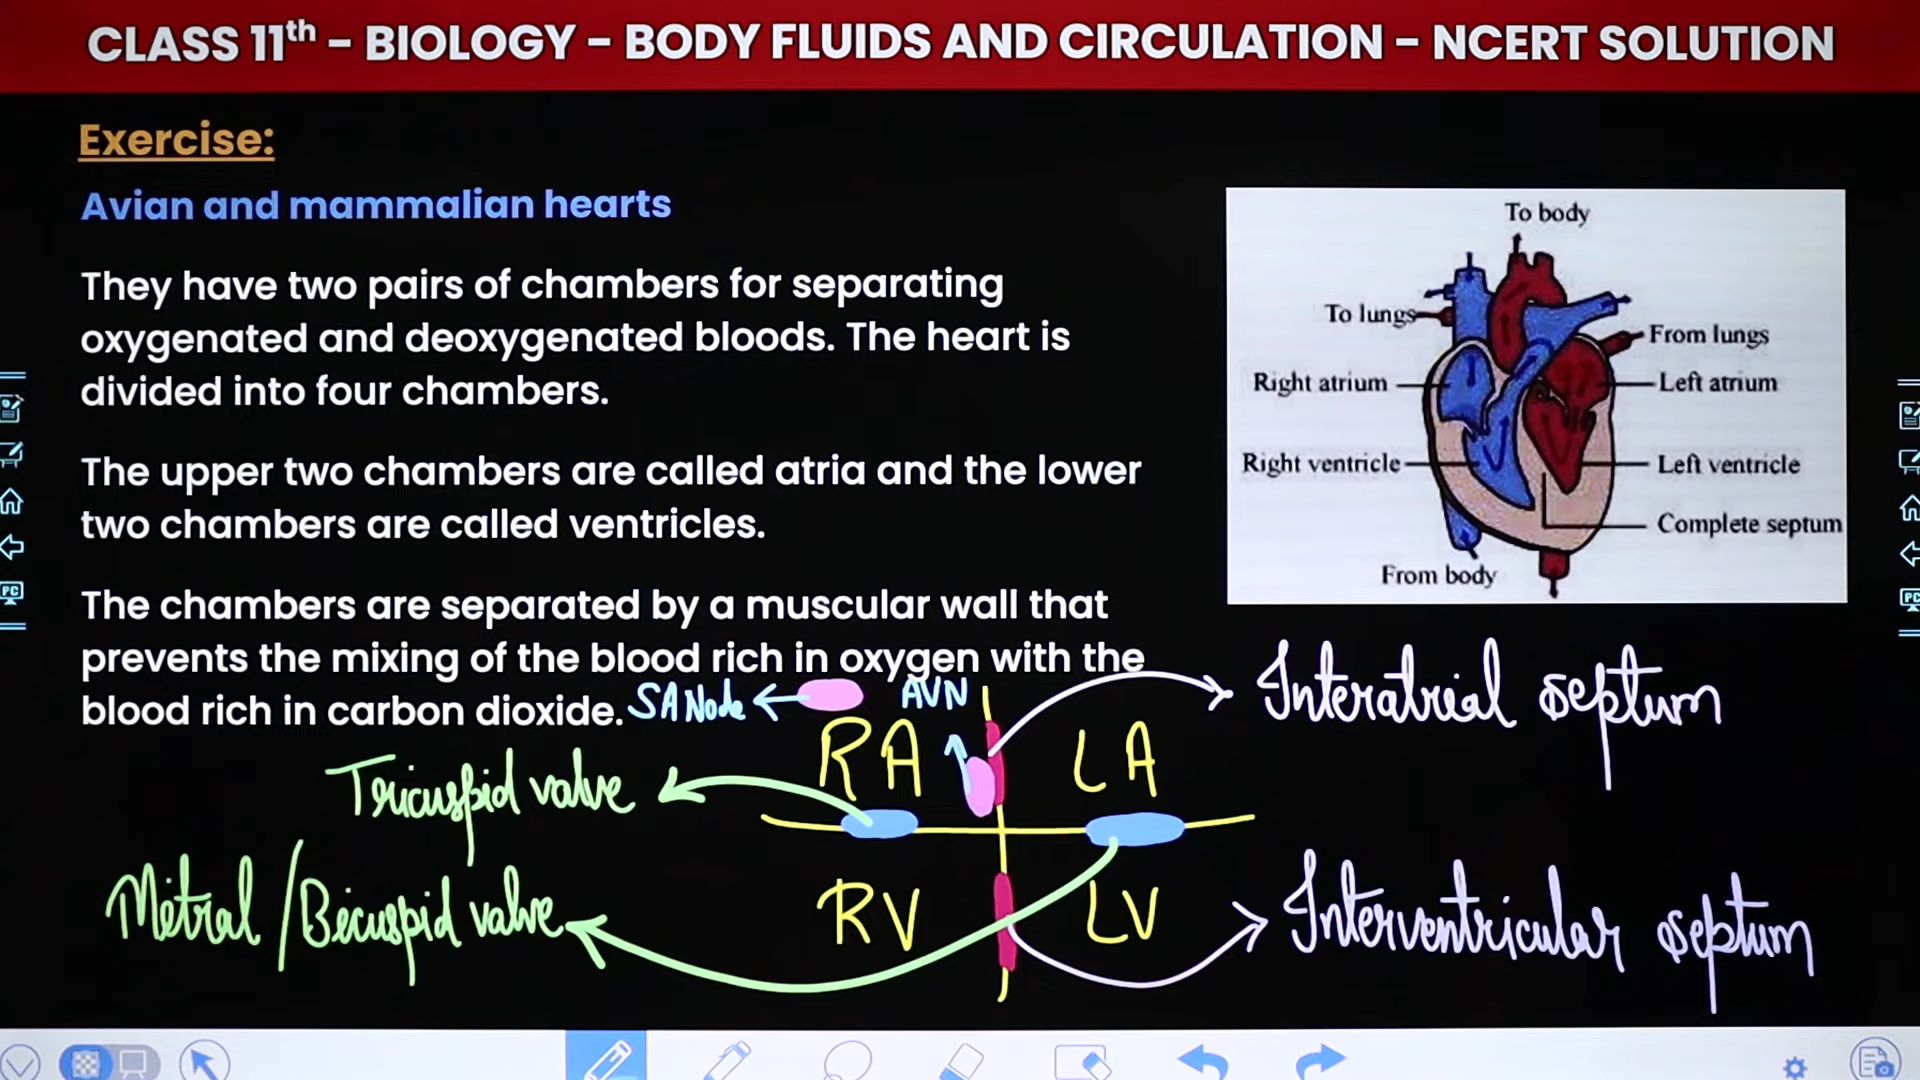 CLASS 11th – BIOLOGY – BODY FLUIDS AND CIRCULATION – NCERT SOLUTION
Exercise:
Avian and mammalian hearts
They have two pairs of chambers for separating
oxygenated and deoxygenated bloods. The heart is
divided into four chambers.
The upper two chambers are called atria and the lower
two chambers are called ventricles.
The chambers are separated by a muscular wall that
prevents the mixing of the blood rich in oxygen with the
blood rich in carbon dioxide.
To body
To lungs
From lungs
Right atrium
Left atrium
Right ventricle
Left ventricle
Complete septum
From body
SA Node
AVN
Interatrial septum
RA
LA
Tricuspid valve
Metral / Becuspid valve
RV
LV
Interventricular septum
PC
PC